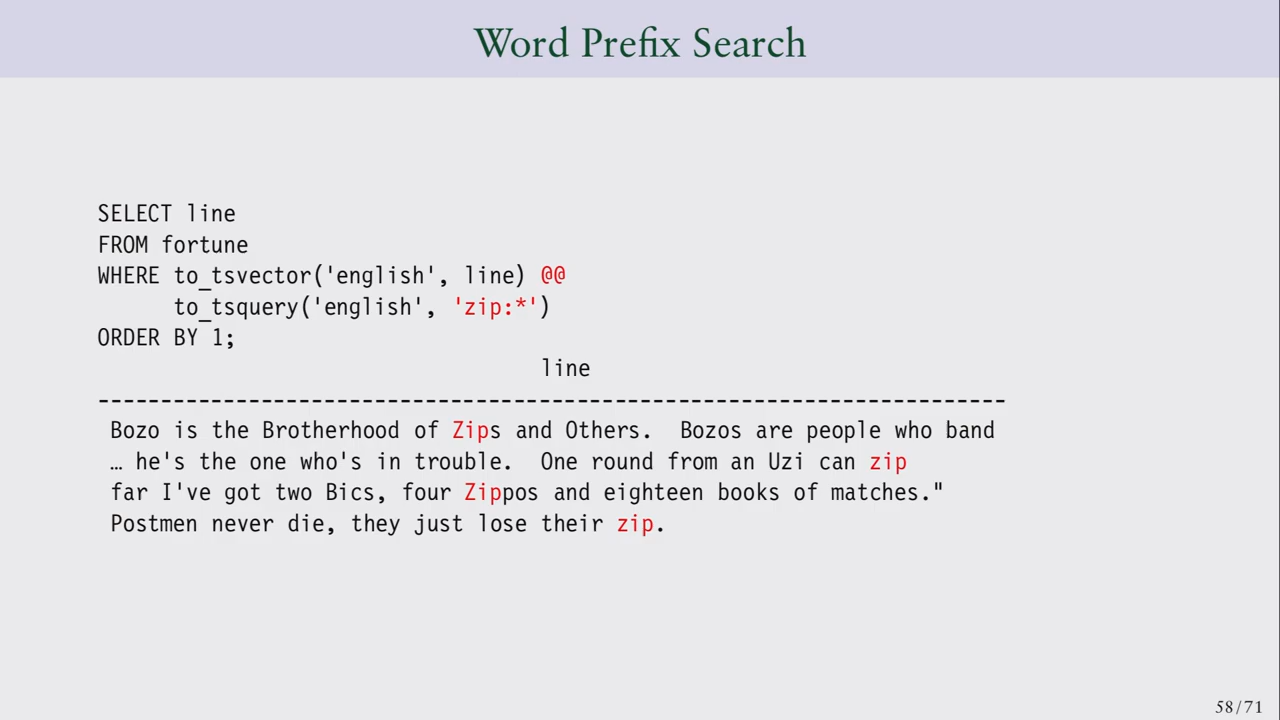 Word Prefix Search
SELECT line
FROM fortune
WHERE to_tsvector('english', line) @@
      to_tsquery('english', 'zip:*')
ORDER BY 1;
                                   line
------------------------------------------------------------------------
 Bozo is the Brotherhood of Zips and Others.  Bozos are people who band
 … he's the one who's in trouble.  One round from an Uzi can zip
 far I've got two Bics, four Zippos and eighteen books of matches."
 Postmen never die, they just lose their zip.
58/71